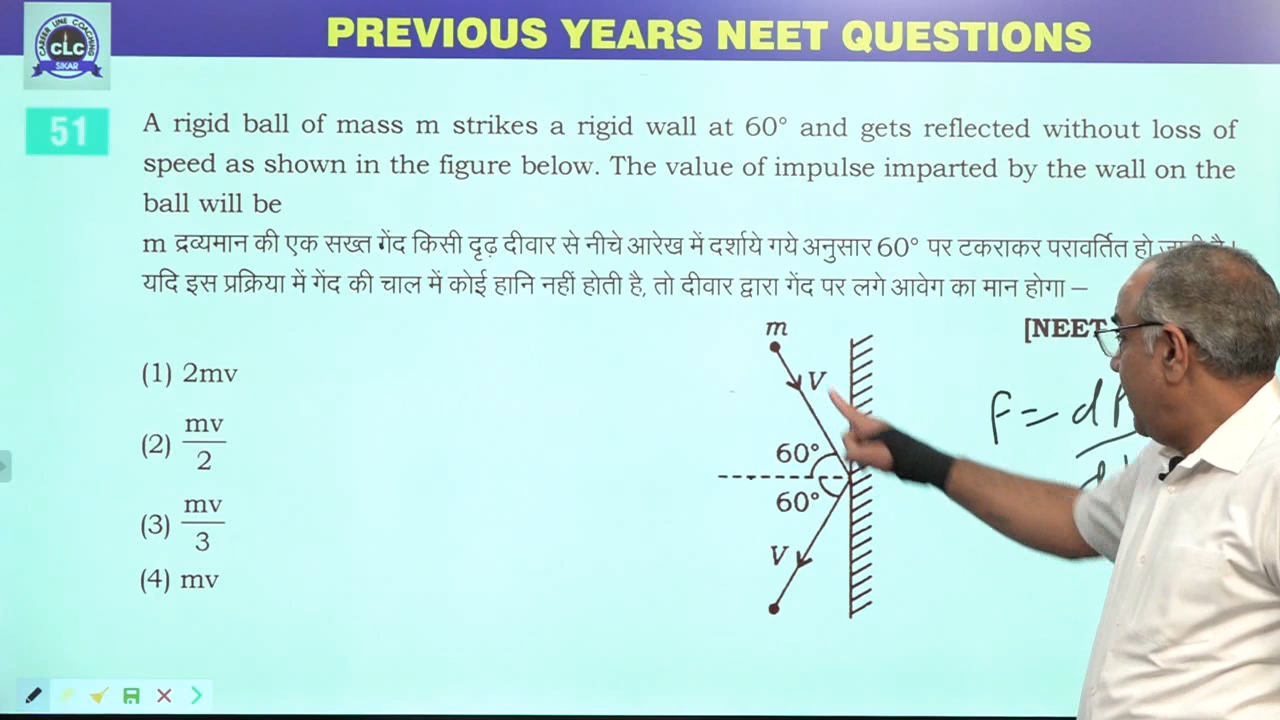 PREVIOUS YEARS NEET QUESTIONS
CAREER LINE COACHING
CLC
SIKAR
51
A rigid ball of mass m strikes a rigid wall at 60° and gets reflected without loss of
speed as shown in the figure below. The value of impulse imparted by the wall on the
ball will be
m द्रव्यमान की एक सख्त गेंद किसी दृढ़ दीवार से नीचे आरेख में दर्शाये गये अनुसार 60° पर टकराकर परावर्तित हो
यदि इस प्रक्रिया में गेंद की चाल में कोई हानि नहीं होती है, तो दीवार द्वारा गेंद पर लगे आवेग का मान होगा –
[NEET
(1) 2mv
(2) mv/2
(3) mv/3
(4) mv
m
V
60°
60°
V
F = d